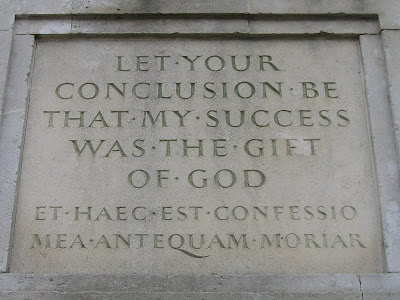 LET·YOUR
CONCLUSION·BE
THAT·MY·SUCCESS
WAS·THE·GIFT
OF·GOD
ET·HAEC·EST·CONFESSIO
MEA·ANTEQUAM·MORIAR